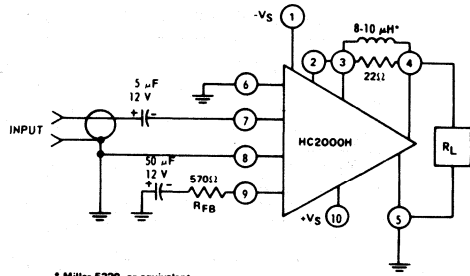 -VS
1
8-10 μH*
2
3
4
22Ω
5 μF
12 V
+ -
6
7
INPUT
HC2000H
RL
8
50 μF
12 V
+ -
570Ω
9
RFB
+VS
10
5
* Miller 5220, or equivalent